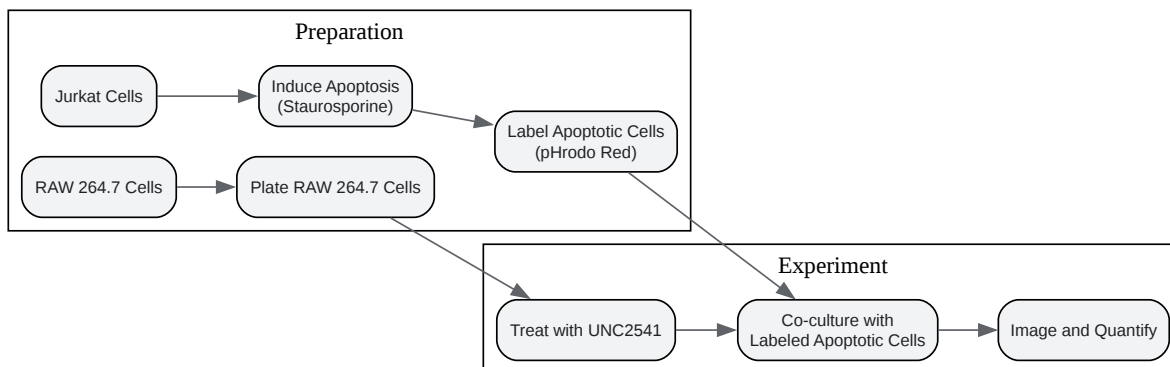 Preparation
Jurkat Cells
Induce Apoptosis
(Staurosporine)
Label Apoptotic Cells
(pHrodo Red)
RAW 264.7 Cells
Plate RAW 264.7 Cells
Experiment
Treat with UNC2541
Co-culture with
Labeled Apoptotic Cells
Image and Quantify